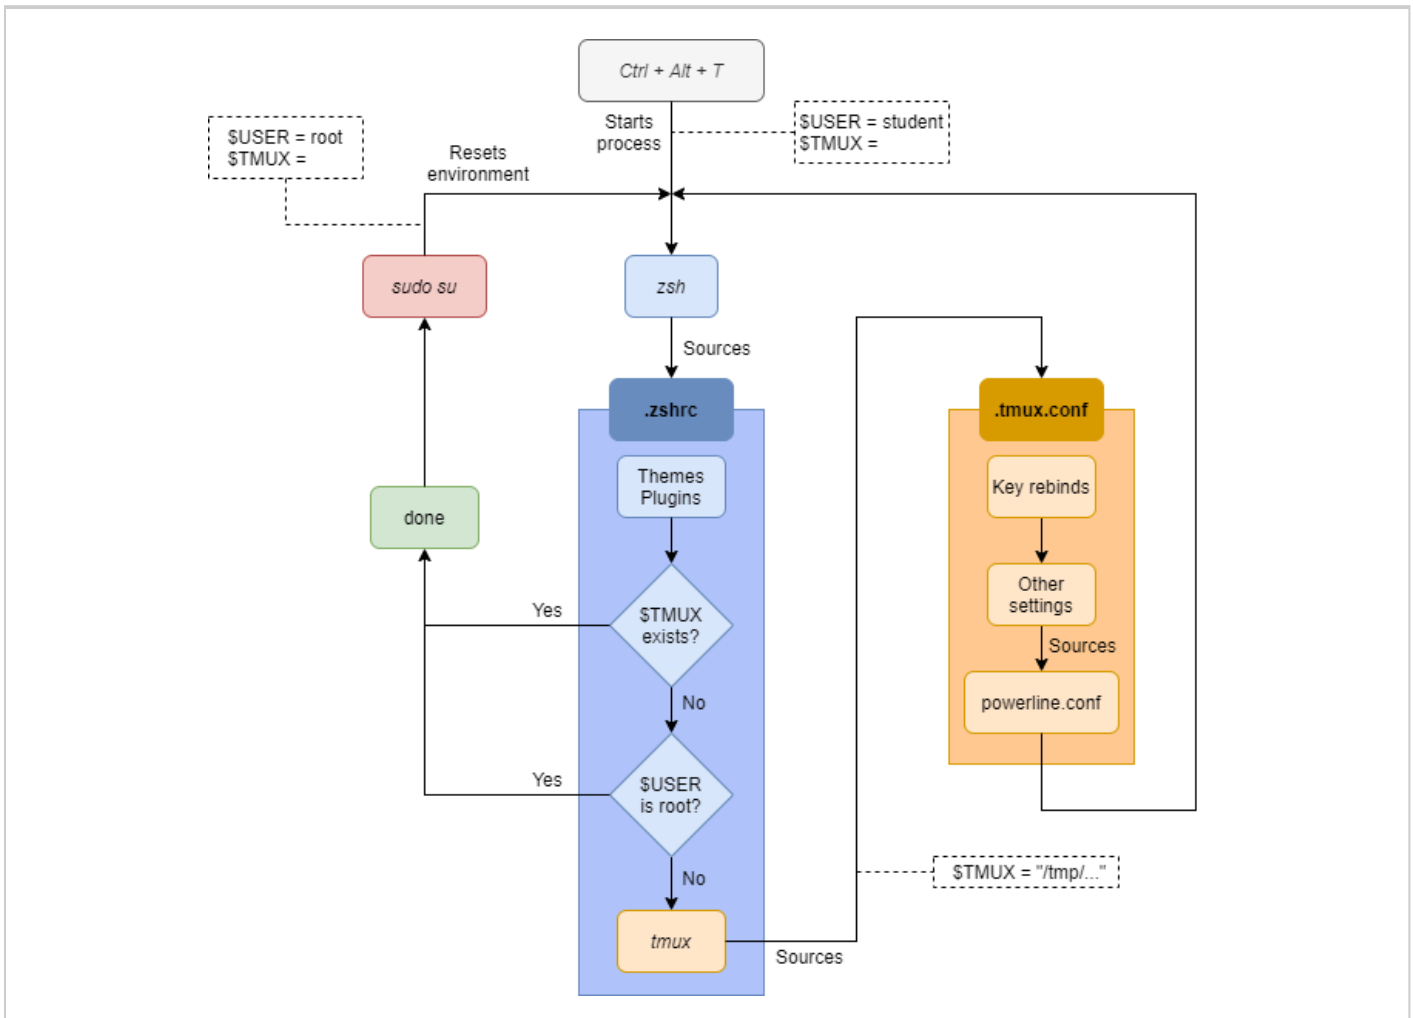 Ctrl + Alt + T
Starts
process
$USER = student
$TMUX =
$USER = root
$TMUX =
Resets
environment
sudo su
zsh
Sources
.zshrc
.tmux.conf
Themes
Plugins
Key rebinds
done
Other
settings
$TMUX
exists?
Yes
Sources
No
powerline.conf
$USER
is root?
Yes
No
$TMUX = "/tmp/..."
tmux
Sources